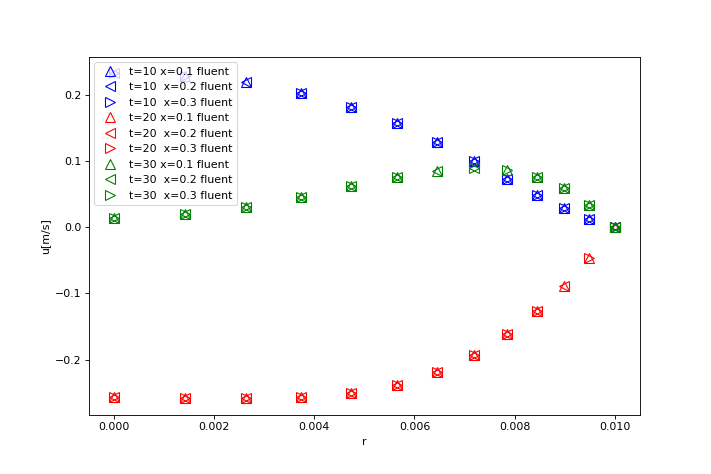 t=10 x=0.1 fluent
t=10  x=0.2 fluent
t=10  x=0.3 fluent
t=20 x=0.1 fluent
t=20  x=0.2 fluent
t=20  x=0.3 fluent
t=30 x=0.1 fluent
t=30  x=0.2 fluent
t=30  x=0.3 fluent
u[m/s]
0.2
0.1
0.0
−0.1
−0.2
0.000 0.002 0.004 0.006 0.008 0.010
r